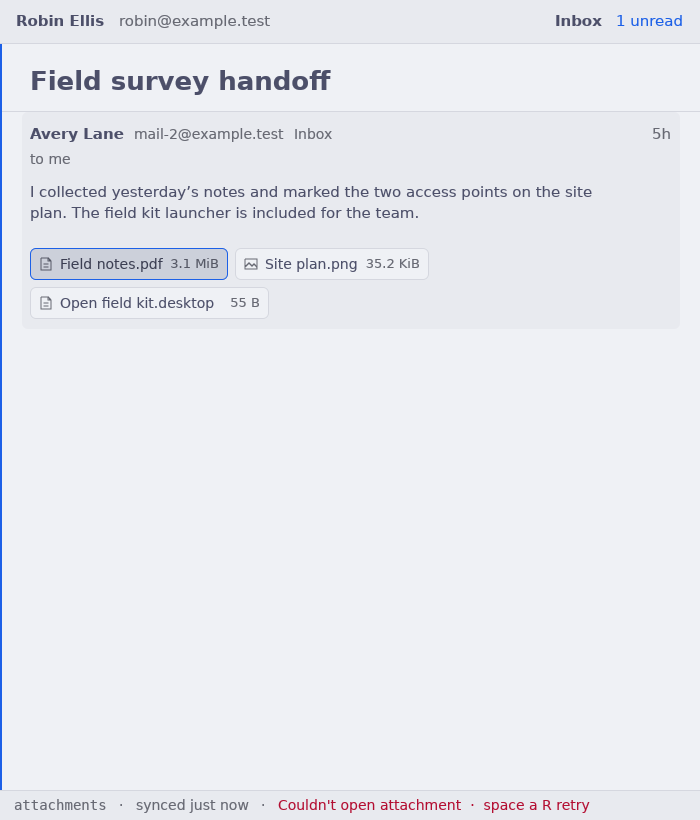 Robin Ellis robin@example.test Inbox 1 unread
Field survey handoff
Avery Lane mail-2@example.test Inbox 5h
to me
I collected yesterday’s notes and marked the two access points on the site
plan. The field kit launcher is included for the team.
Field notes.pdf 3.1 MiB Site plan.png 35.2 KiB
Open field kit.desktop 55 B
attachments · synced just now · Couldn't open attachment · space a R retry